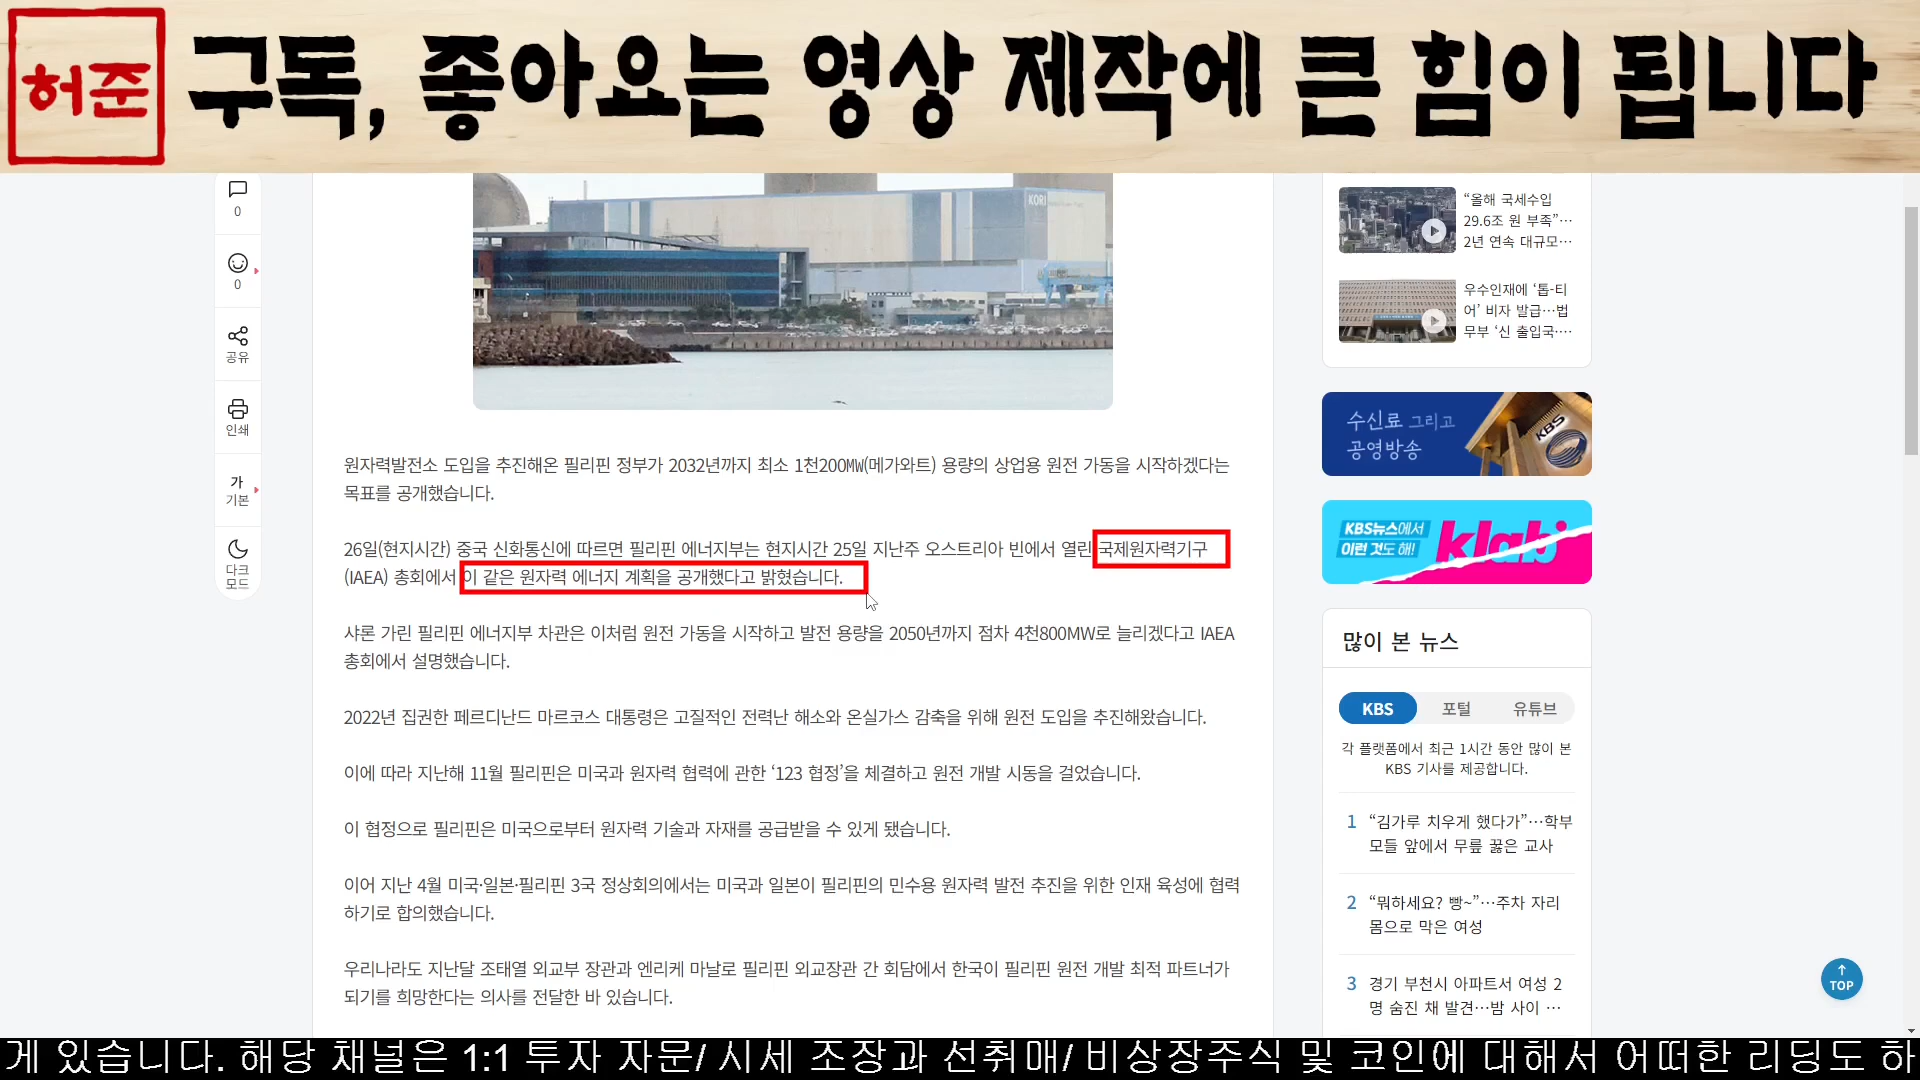 허준
구독, 좋아요는 영상 제작에 큰 힘이 됩니다
0
0
공유
인쇄
가
기본
다크
모드
KORI
원자력발전소 도입을 추진해온 필리핀 정부가 2032년까지 최소 1천200㎿(메가와트) 용량의 상업용 원전 가동을 시작하겠다는
목표를 공개했습니다.
26일(현지시간) 중국 신화통신에 따르면 필리핀 에너지부는 현지시간 25일 지난주 오스트리아 빈에서 열린 국제원자력기구
(IAEA) 총회에서 이 같은 원자력 에너지 계획을 공개했다고 밝혔습니다.
샤론 가린 필리핀 에너지부 차관은 이처럼 원전 가동을 시작하고 발전 용량을 2050년까지 점차 4천800MW로 늘리겠다고 IAEA
총회에서 설명했습니다.
2022년 집권한 페르디난드 마르코스 대통령은 고질적인 전력난 해소와 온실가스 감축을 위해 원전 도입을 추진해왔습니다.
이에 따라 지난해 11월 필리핀은 미국과 원자력 협력에 관한 ‘123 협정’을 체결하고 원전 개발 시동을 걸었습니다.
이 협정으로 필리핀은 미국으로부터 원자력 기술과 자재를 공급받을 수 있게 됐습니다.
이어 지난 4월 미국·일본·필리핀 3국 정상회의에서는 미국과 일본이 필리핀의 민수용 원자력 발전 추진을 위한 인재 육성에 협력
하기로 합의했습니다.
우리나라도 지난달 조태열 외교부 장관과 엔리케 마날로 필리핀 외교장관 간 회담에서 한국이 필리핀 원전 개발 최적 파트너가
되기를 희망한다는 의사를 전달한 바 있습니다.
“올해 국세수입
29.6조 원 부족”…
2년 연속 대규모…
우수인재에 ‘톱-티
어’ 비자 발급…법
무부 ‘신 출입국·…
수신료 그리고
공영방송
KBS
KBS뉴스에서
이런 것도 해!
klab
많이 본 뉴스
KBS 포털 유튜브
각 플랫폼에서 최근 1시간 동안 많이 본
KBS 기사를 제공합니다.
1 “김가루 치우게 했다가”…학부
모들 앞에서 무릎 꿇은 교사
2 “뭐하세요? 빵~”…주차 자리
몸으로 막은 여성
3 경기 부천시 아파트서 여성 2
명 숨진 채 발견…밤 사이 …
TOP
게 있습니다. 해당 채널은 1:1 투자 자문/ 시세 조장과 선취매/ 비상장주식 및 코인에 대해서 어떠한 리딩도 하